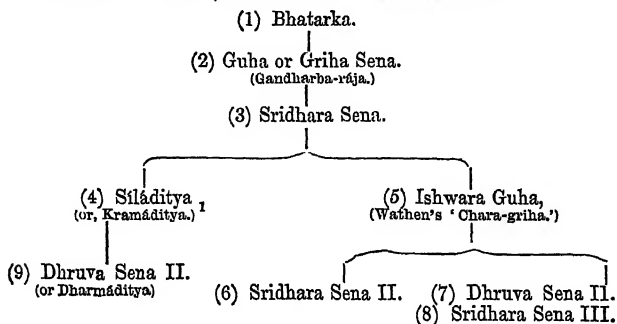 (1) Bhatarka.
(2) Guha or Griha Sena.
(Gandharba-rája.)
(3) Sridhara Sena.
(4) Síláditya
(or, Kramáditya.) 1
(5) Ishwara Guha,
(Wathen's ‘Chara-griha.’)
(9) Dhruva Sena II.
(or Dharmáditya)
(6) Sridhara Sena II.
(7) Dhruva Sena II.
(8) Sridhara Sena III.